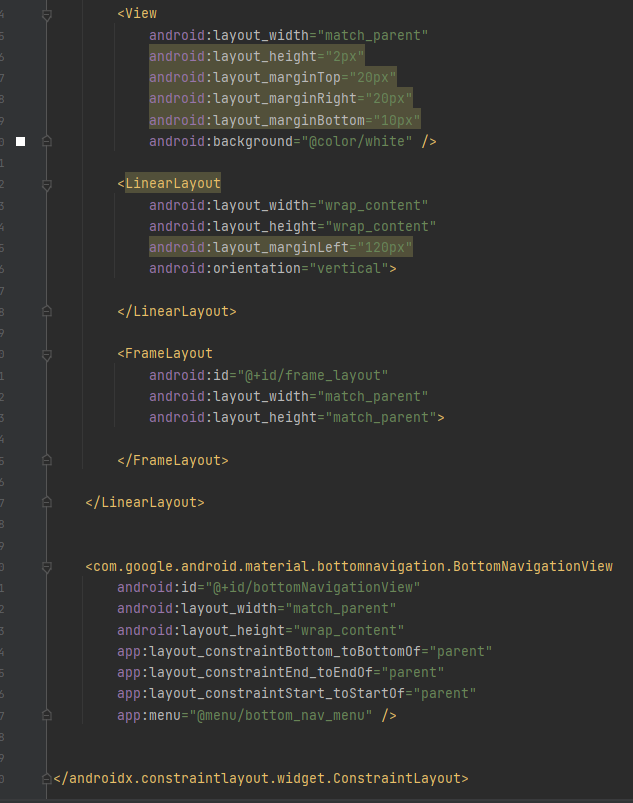 <View
android:layout_width="match_parent"
android:layout_height="2px"
android:layout_marginTop="20px"
android:layout_marginRight="20px"
android:layout_marginBottom="10px"
android:background="@color/white" />
<LinearLayout
android:layout_width="wrap_content"
android:layout_height="wrap_content"
android:layout_marginLeft="120px"
android:orientation="vertical">
</LinearLayout>
<FrameLayout
android:id="@+id/frame_layout"
android:layout_width="match_parent"
android:layout_height="match_parent">
</FrameLayout>
</LinearLayout>
<com.google.android.material.bottomnavigation.BottomNavigationView
android:id="@+id/bottomNavigationView"
android:layout_width="match_parent"
android:layout_height="wrap_content"
app:layout_constraintBottom_toBottomOf="parent"
app:layout_constraintEnd_toEndOf="parent"
app:layout_constraintStart_toStartOf="parent"
app:menu="@menu/bottom_nav_menu" />
</androidx.constraintlayout.widget.ConstraintLayout>